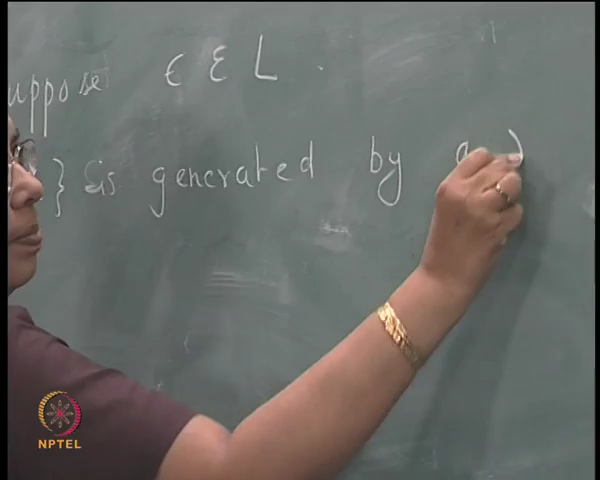 uppose ϵ ε L .
} is generated by a
NPTEL